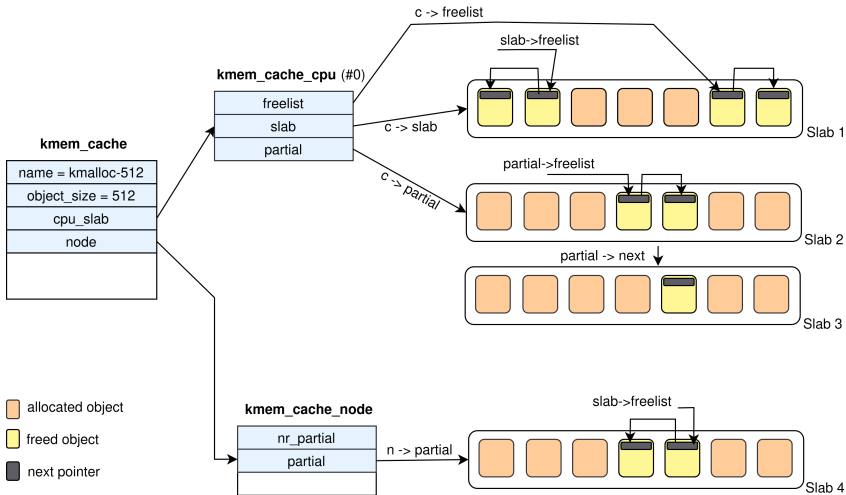 c -> freelist
slab->freelist
kmem_cache_cpu (#0)
freelist
slab
partial
c -> slab
Slab 1
kmem_cache
name = kmalloc-512
object_size = 512
cpu_slab
node
c -> partial
partial->freelist
Slab 2
partial -> next
Slab 3
allocated object
freed object
next pointer
kmem_cache_node
nr_partial
partial
n -> partial
slab->freelist
Slab 4